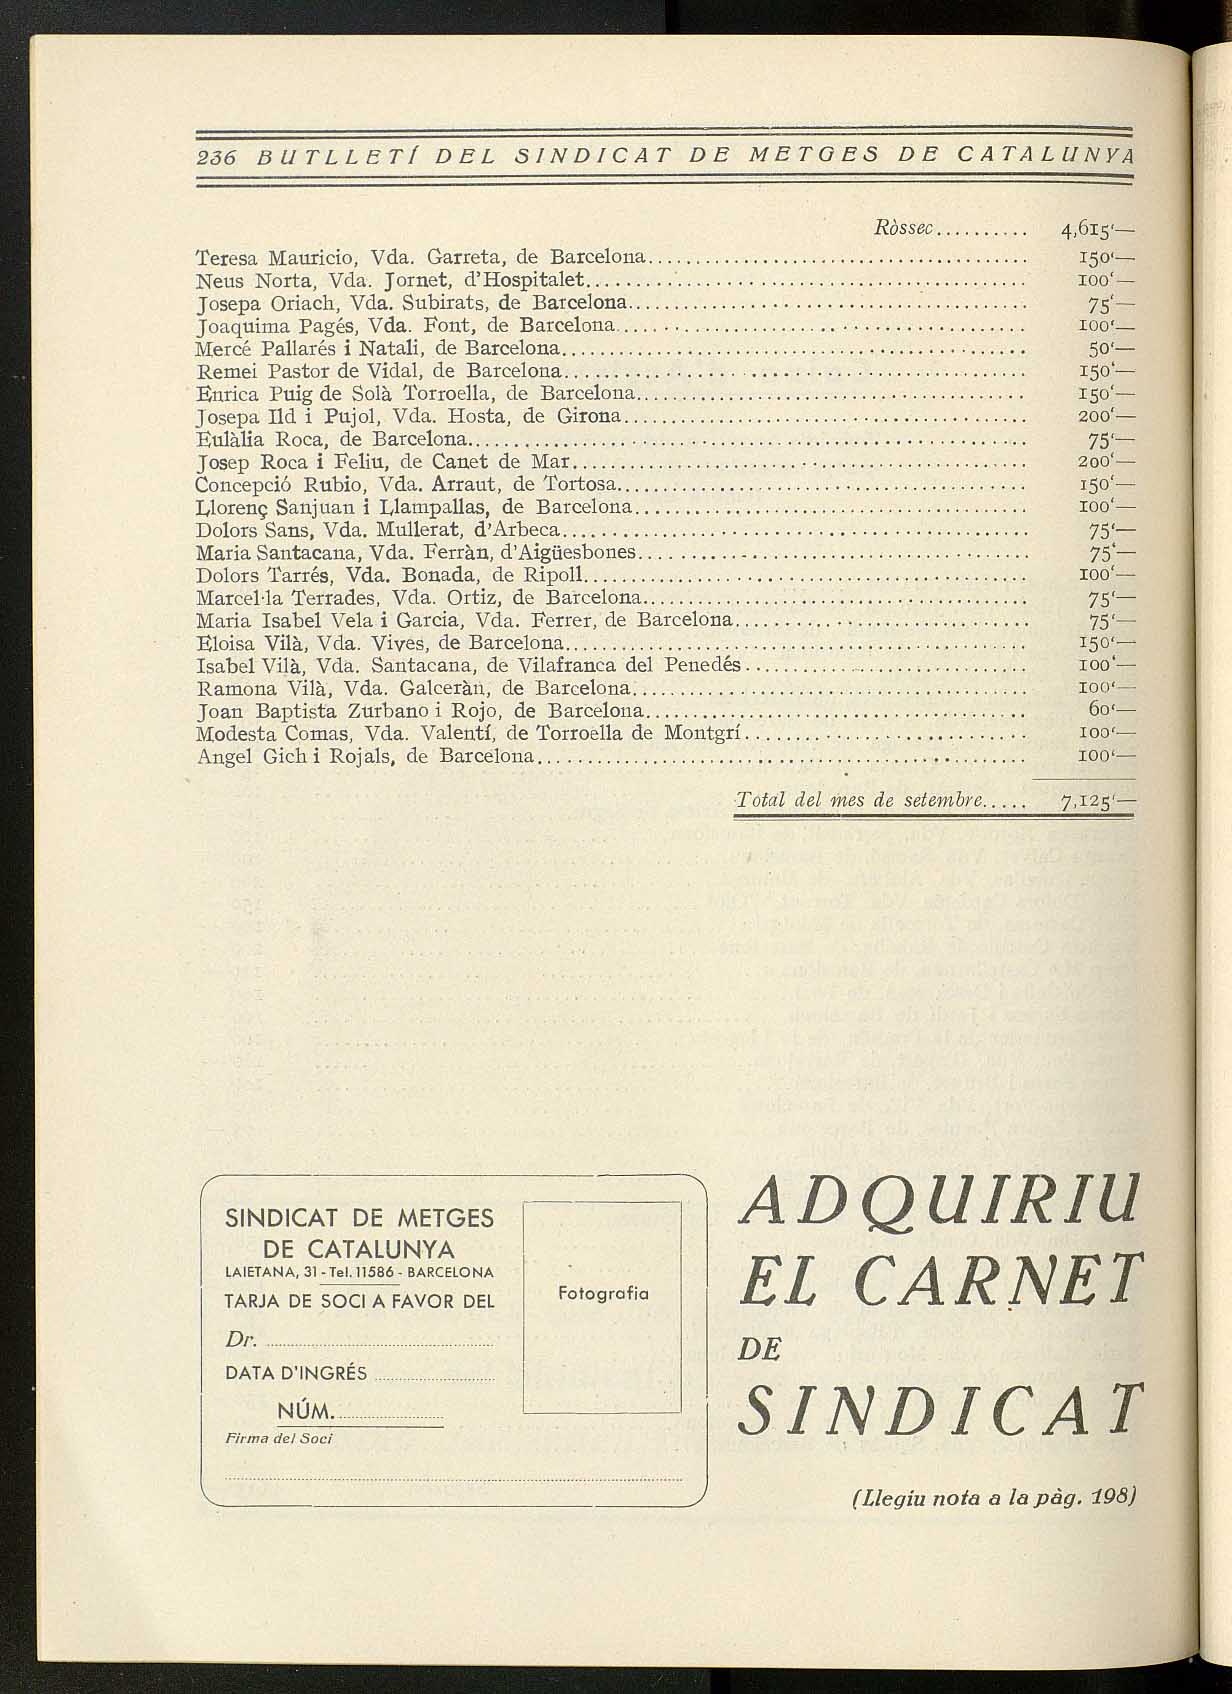 236 BUTLLETÍ DEL SINDICAT DE METGES DE CATALUNYA
Ròssec.......... 4,615'—
Teresa Mauricio, Vda. Garreta, de Barcelona.......... 150'—
Neus Norta, Vda. Jornet, d'Hospitalet.......... 100'—
Josepa Oriach, Vda. Subirats, de Barcelona.......... 75'—
Joaquima Pagés, Vda. Font, de Barcelona.......... 100'—
Mercé Pallarés i Natali, de Barcelona.......... 50'—
Remei Pastor de Vidal, de Barcelona.......... 150'—
Enrica Puig de Solà Torroella, de Barcelona.......... 150'—
Josepa Ild i Pujol, Vda. Hosta, de Girona.......... 200'—
Eulàlia Roca, de Barcelona.......... 75'—
Josep Roca i Feliu, de Canet de Mar.......... 200'—
Concepció Rubio, Vda. Arraut, de Tortosa.......... 150'—
Llorenç Sanjuan i Llampallas, de Barcelona.......... 100'—
Dolors Sans, Vda. Mullerat, d'Arbeca.......... 75'—
Maria Santacana, Vda. Ferràn, d'Aigüesbones.......... 75'—
Dolors Tarrés, Vda. Bonada, de Ripoll.......... 100'—
Marcel·la Terrades, Vda. Ortiz, de Barcelona.......... 75'—
Maria Isabel Vela i Garcia, Vda. Ferrer, de Barcelona.......... 75'—
Eloisa Vilà, Vda. Vives, de Barcelona.......... 150'—
Isabel Vilà, Vda. Santacana, de Vilafranca del Penedés.......... 100'—
Ramona Vilà, Vda. Galceràn, de Barcelona.......... 100'—
Joan Baptista Zurbano i Rojo, de Barcelona.......... 60'—
Modesta Comas, Vda. Valentí, de Torroella de Montgrí.......... 100'—
Angel Gich i Rojals, de Barcelona.......... 100'—
Total del mes de setembre..... 7,125'—
SINDICAT DE METGES
DE CATALUNYA
LAIETANA, 31 - Tel. 11586 - BARCELONA
TARJA DE SOCI A FAVOR DEL
Dr. ..........
DATA D'INGRÉS ..........
NÚM. ..........
Firma del Soci
Fotografia
ADQUIRIU
EL CARNET
DE
SINDICAT
(Llegiu nota a la pàg. 198)